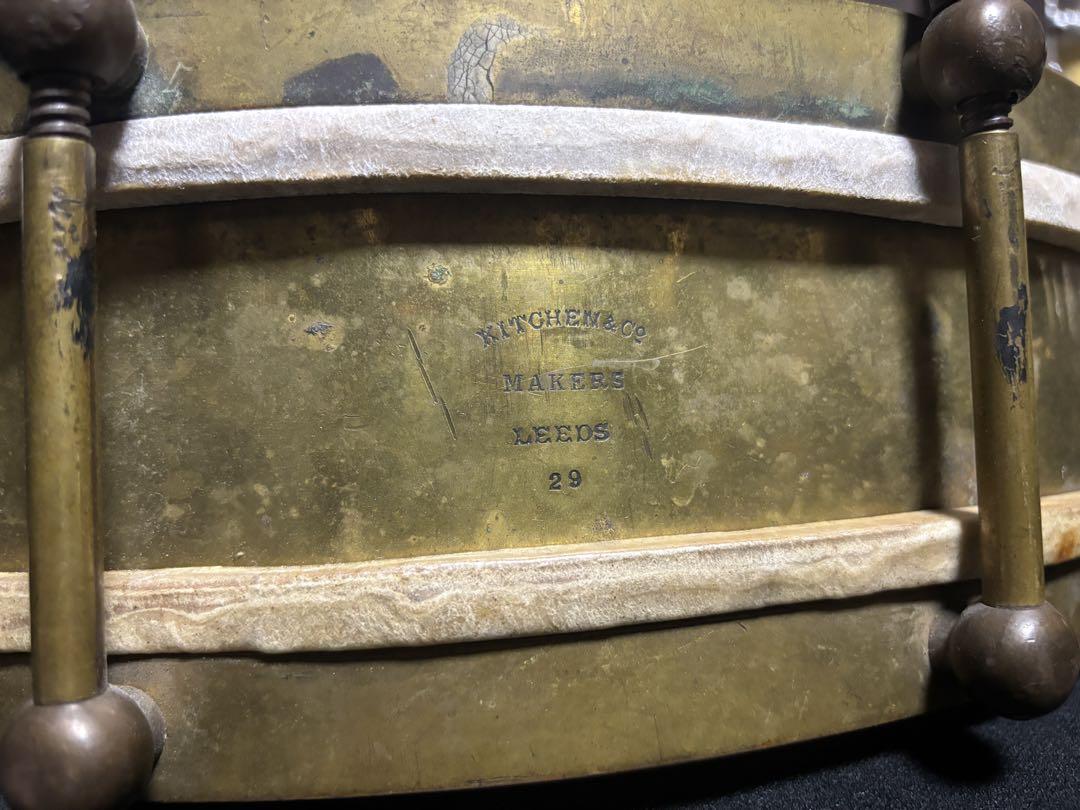 KITCHEN & Co
MAKERS
LEEDS
29